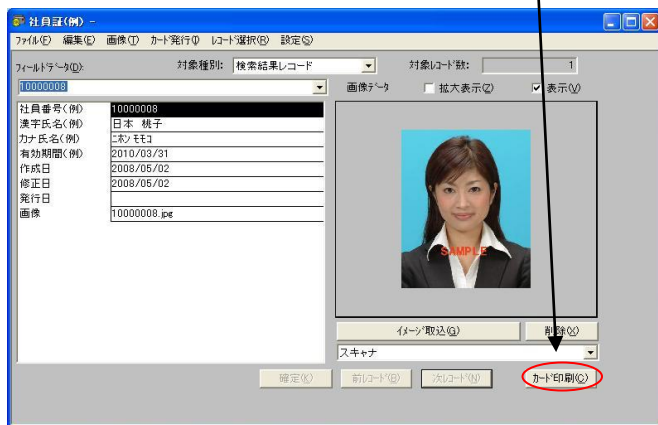 社員証(例) -
ファイル(F) 編集(E) 画像(T) カード発行(I) レコード選択(R) 設定(S)
フィールドデータ(D): 対象種別: 検索結果レコード 対象レコード数: 1
10000008 画像データ 拡大表示(Z) 表示(V)
社員番号(例) 10000008
漢字氏名(例) 日本 桃子
カナ氏名(例) ニホン モモコ
有効期間(例) 2010/03/31
作成日 2008/05/02
修正日 2008/05/02
発行日
画像 10000008.jpg
SAMPLE
イメージ取込(G) 削除(X)
スキャナ
確定(K) 前レコード(B) 次レコード(N) カード印刷(C)